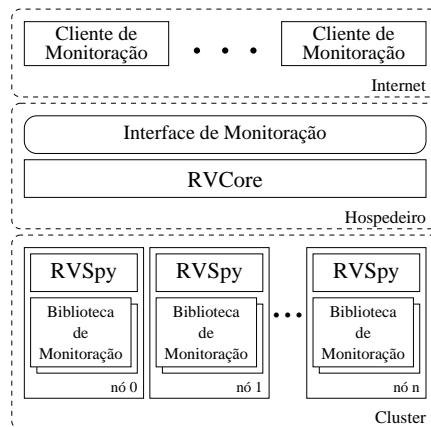 Cliente de
Monitoração
Cliente de
Monitoração
Internet
Interface de Monitoração
RVCore
Hospedeiro
RVSpy
Biblioteca
de
Monitoração
nó 0
RVSpy
Biblioteca
de
Monitoração
nó 1
RVSpy
Biblioteca
de
Monitoração
nó n
Cluster